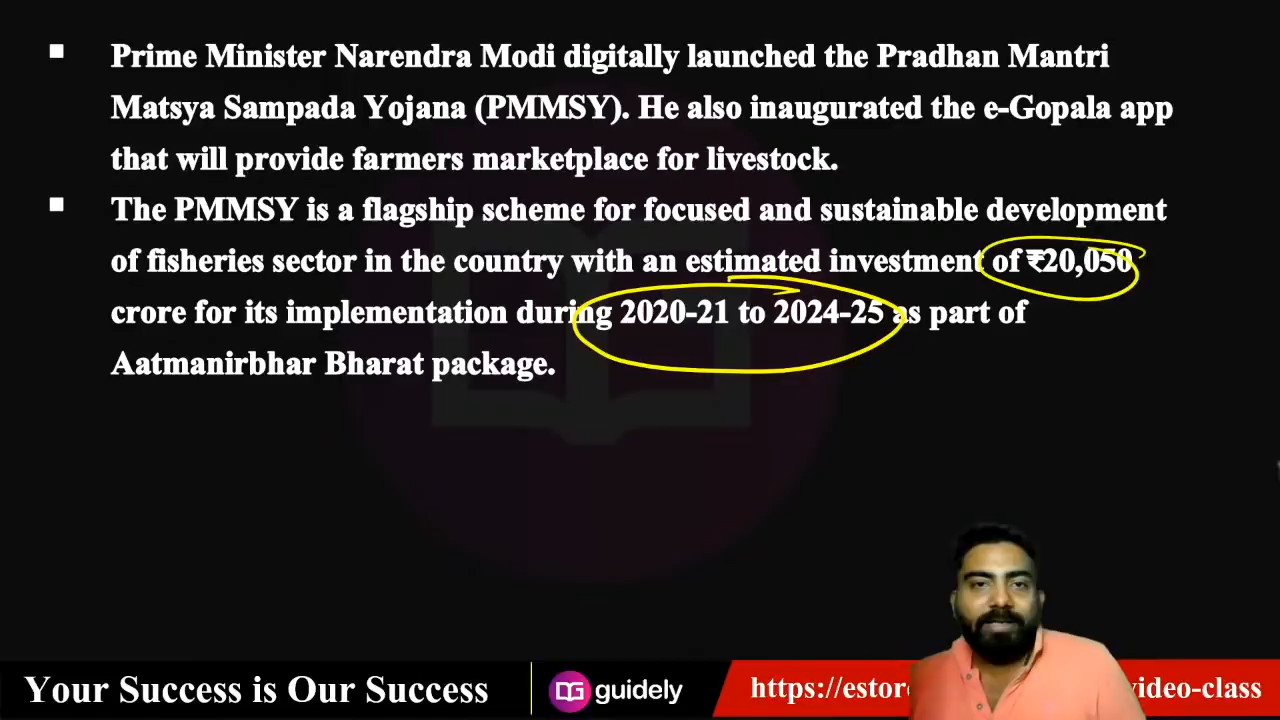 Prime Minister Narendra Modi digitally launched the Pradhan Mantri
Matsya Sampada Yojana (PMMSY). He also inaugurated the e-Gopala app
that will provide farmers marketplace for livestock.
The PMMSY is a flagship scheme for focused and sustainable development
of fisheries sector in the country with an estimated investment of ₹20,050
crore for its implementation during 2020-21 to 2024-25 as part of
Aatmanirbhar Bharat package.
Your Success is Our Success
DG guidely
https://estor video-class